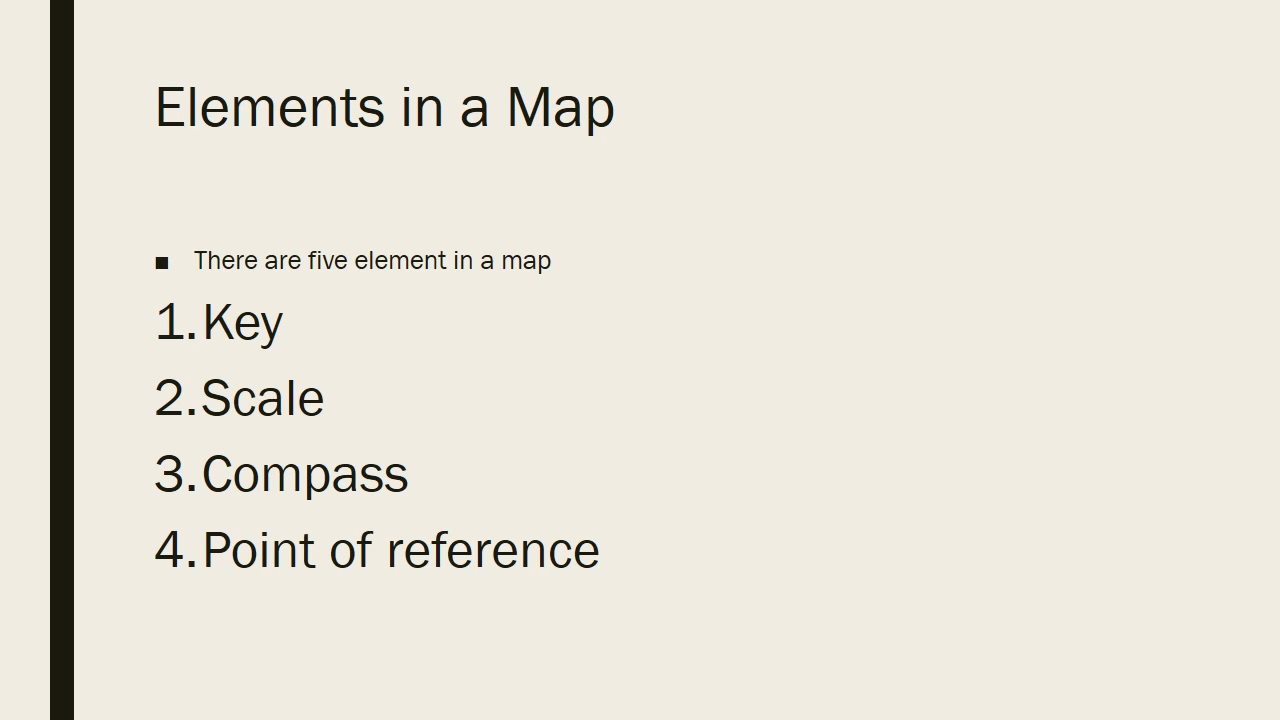 Elements in a Map
■ There are five element in a map
1.Key
2.Scale
3.Compass
4.Point of reference